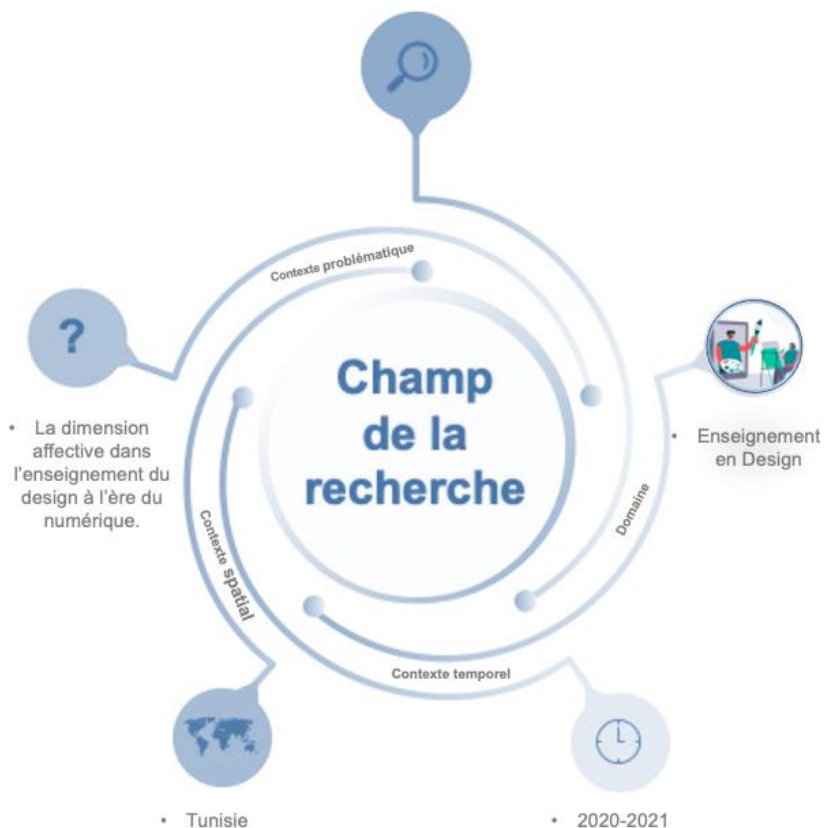 Contexte problématique
?
Champ
de la
recherche
• La dimension
affective dans
l'enseignement du
design à l'ère du
numérique.
• Enseignement
en Design
Domaine
Contexte spatial
Contexte temporel
• Tunisie
• 2020-2021